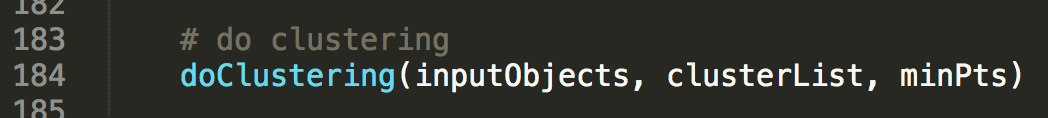 182
183 # do clustering
184 doClustering(inputObjects, clusterList, minPts)
185